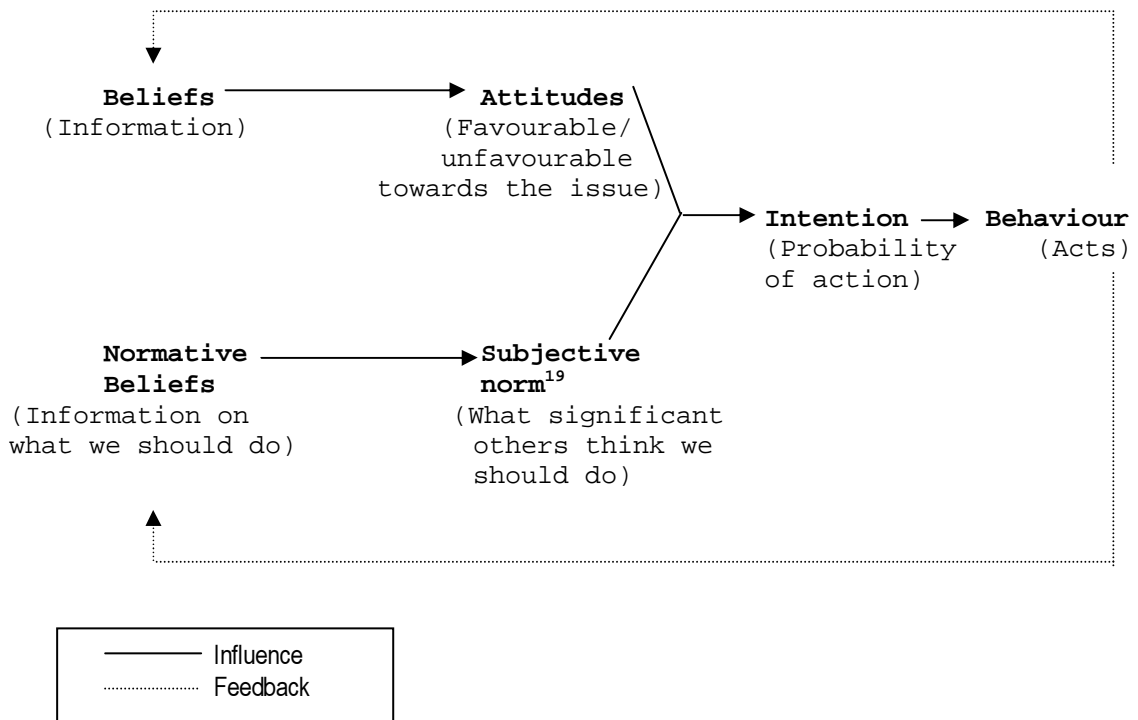 Beliefs
(Information)
Attitudes
(Favourable/
unfavourable
towards the issue)
Intention
(Probability
of action)
Behaviour
(Acts)
Normative
Beliefs
(Information on
what we should do)
Subjective
norm19
(What significant
others think we
should do)
Influence
Feedback